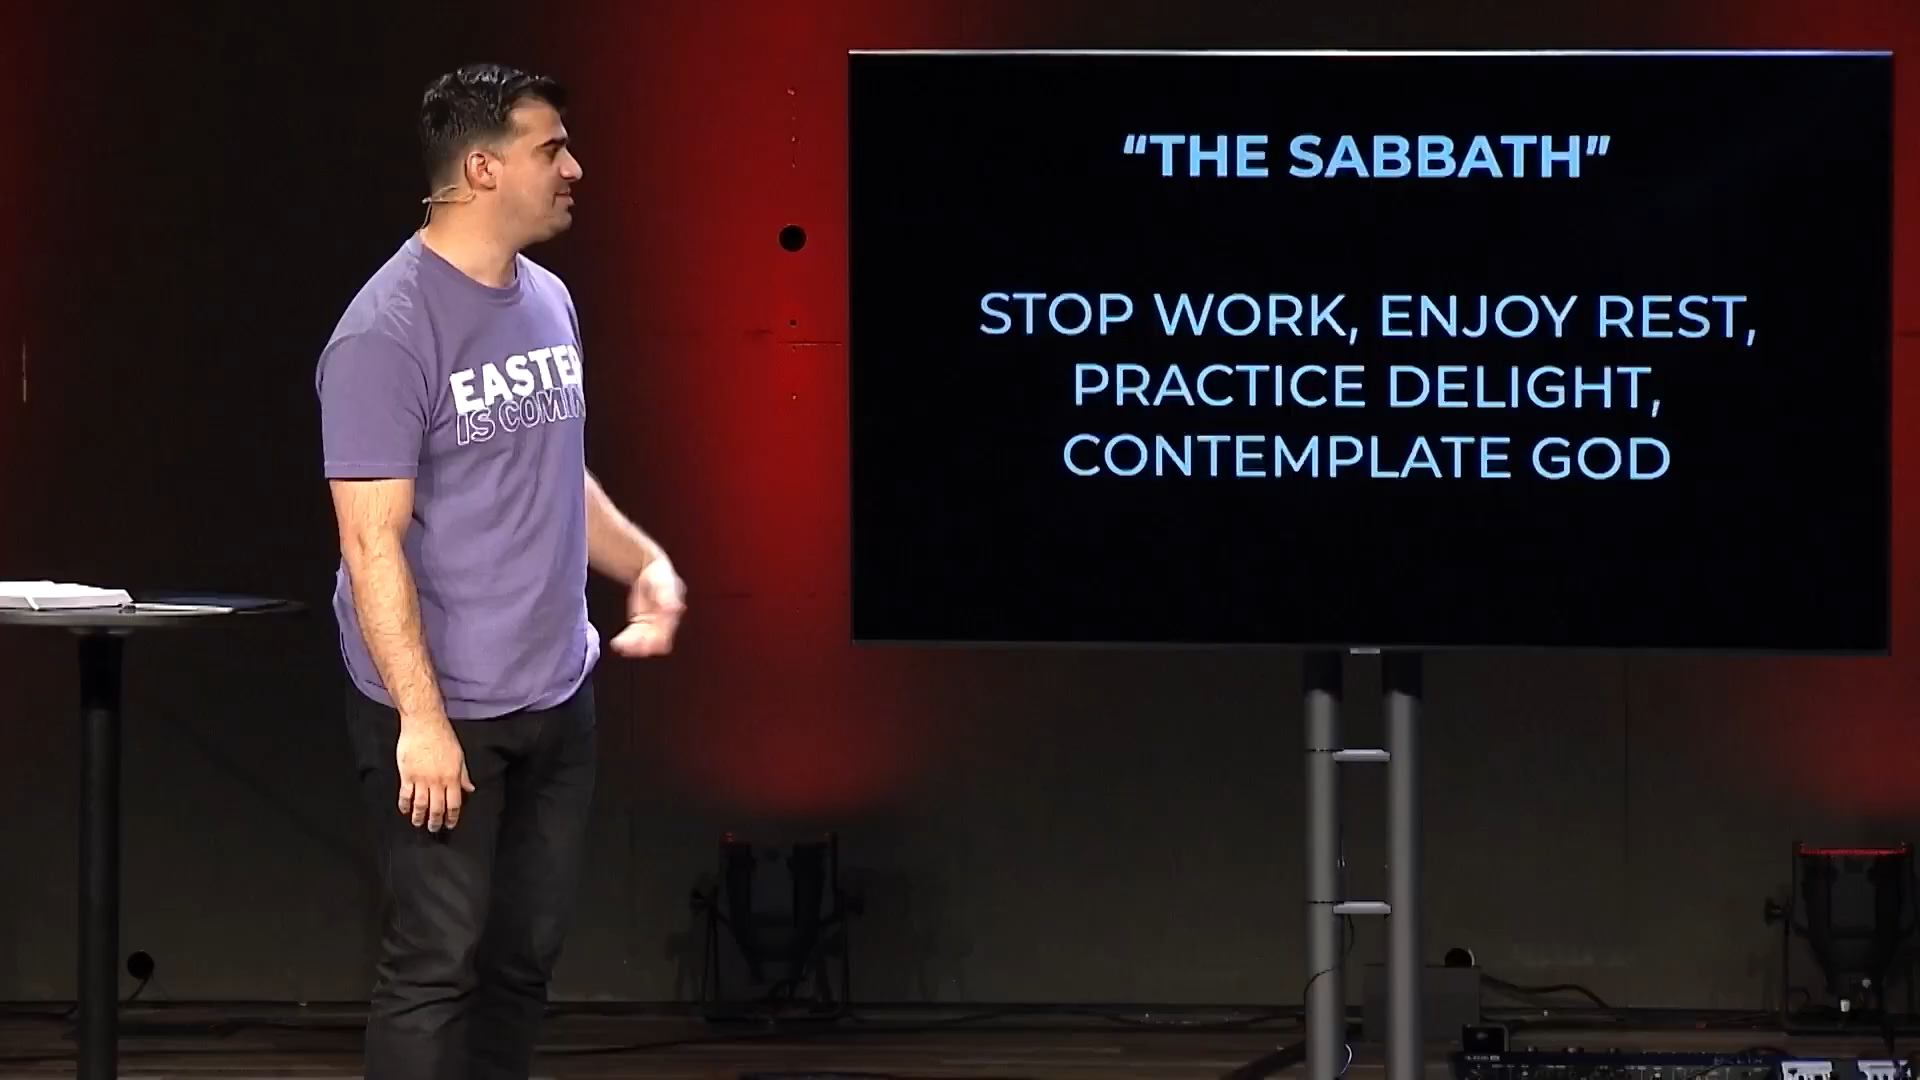 “THE SABBATH”
STOP WORK, ENJOY REST,
PRACTICE DELIGHT,
CONTEMPLATE GOD
EASTER
IS COMIN